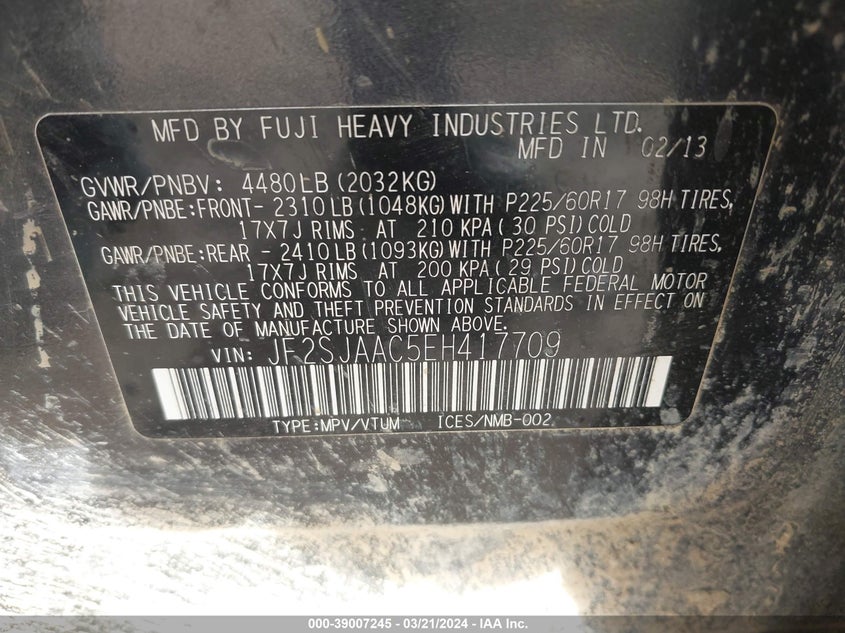 MFD BY FUJI HEAVY INDUSTRIES LTD.
MFD IN 02/13
GVWR/PNBV: 4480LB(2032KG)
GAWR/PNBE:FRONT- 2310LB(1048KG)WITH P225/60R17 98H TIRES,
17X7J RIMS AT 210 KPA(30 PSI)COLD
GAWR/PNBE:REAR - 2410LB(1093KG)WITH P225/60R17 98H TIRES,
17X7J RIMS AT 200 KPA(29 PSI)COLD
THIS VEHICLE CONFORMS TO ALL APPLICABLE FEDERAL MOTOR
VEHICLE SAFETY AND THEFT PREVENTION STANDARDS IN EFFECT ON
THE DATE OF MANUFACTURE SHOWN ABOVE.
VIN: JF2SJAAC5EH417709
TYPE:MPV/VTUM ICES/NMB-002
000-39007245 - 03/21/2024 - IAA Inc.